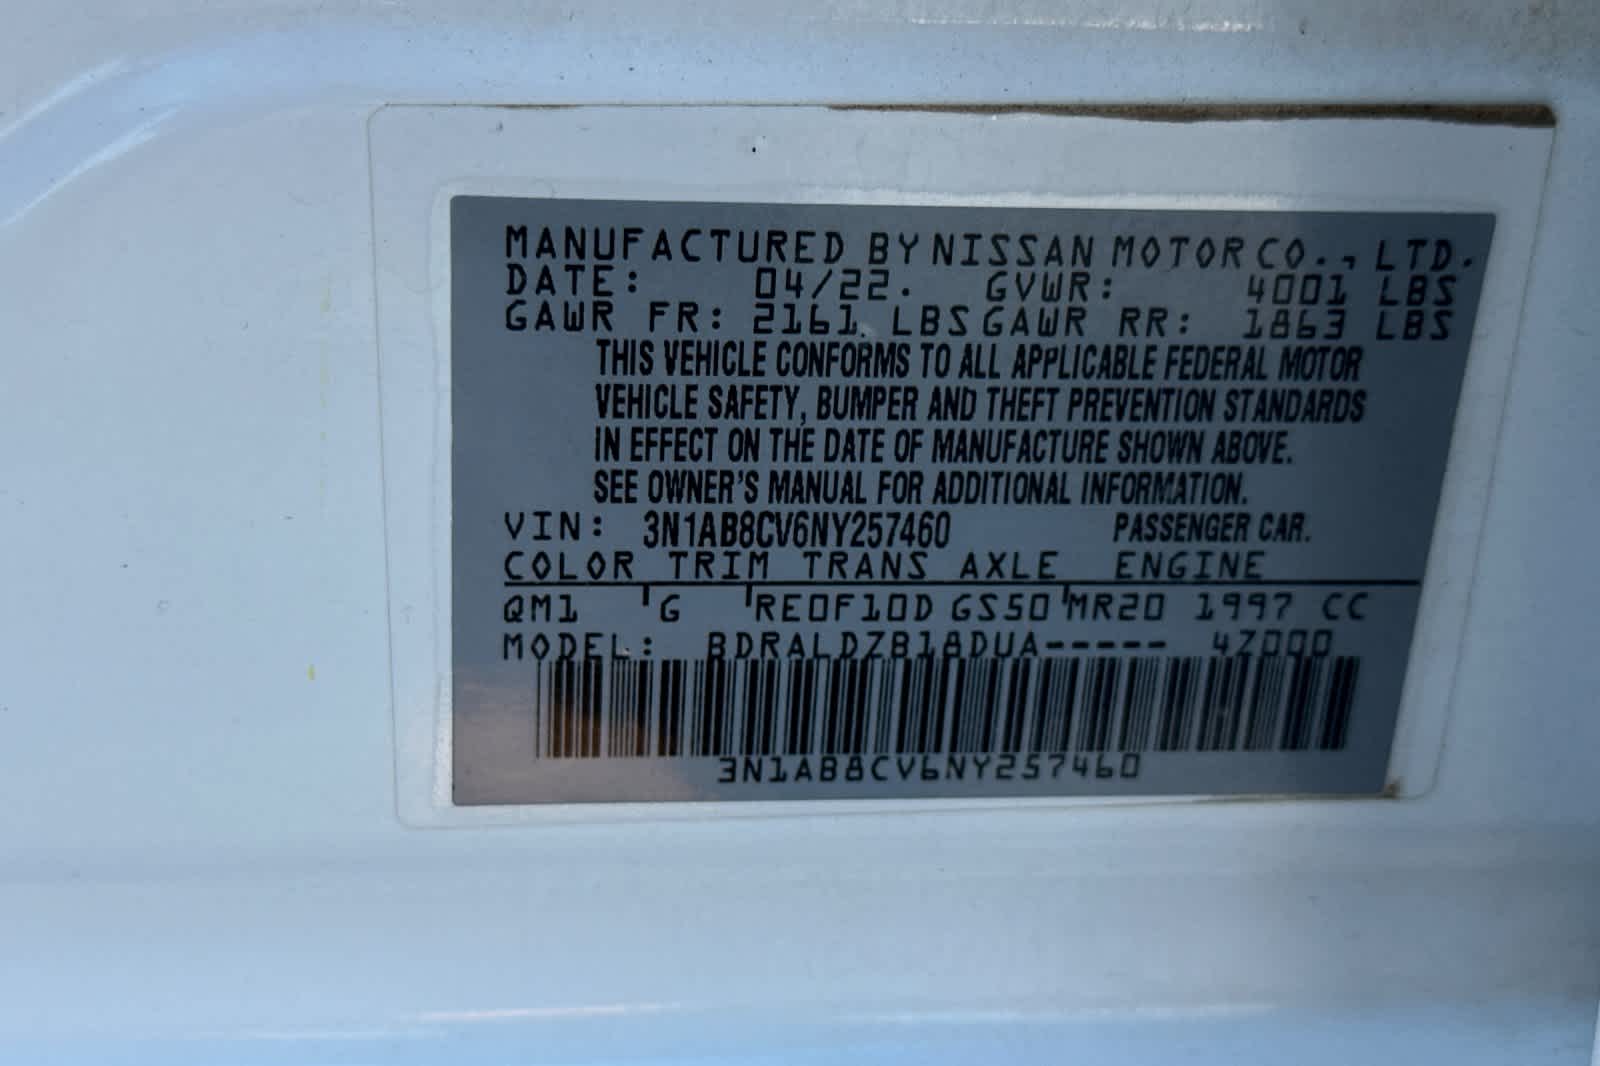 MANUFACTURED BY NISSAN MOTOR CO., LTD.
DATE: 04/22. GVWR: 4001 LBS
GAWR FR: 2161 LBS GAWR RR: 1863 LBS
THIS VEHICLE CONFORMS TO ALL APPLICABLE FEDERAL MOTOR
VEHICLE SAFETY, BUMPER AND THEFT PREVENTION STANDARDS
IN EFFECT ON THE DATE OF MANUFACTURE SHOWN ABOVE.
SEE OWNER'S MANUAL FOR ADDITIONAL INFORMATION.
VIN: 3N1AB8CV6NY257460 PASSENGER CAR.
COLOR TRIM TRANS AXLE ENGINE
QM1 G RE0F10D GS50 MR20 1997 CC
MODEL: BDRALDZB18DUA----- 4Z000
3N1AB8CV6NY257460